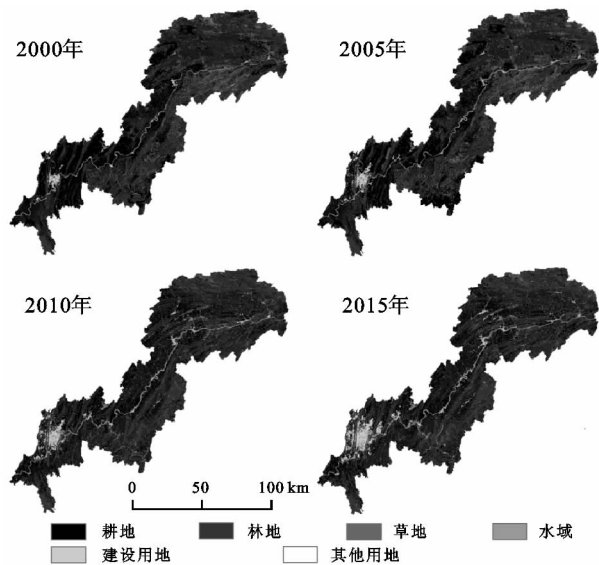 2000年 2005年
2010年 2015年
0 50 100 km
耕地 林地 草地 水域
建设用地 其他用地